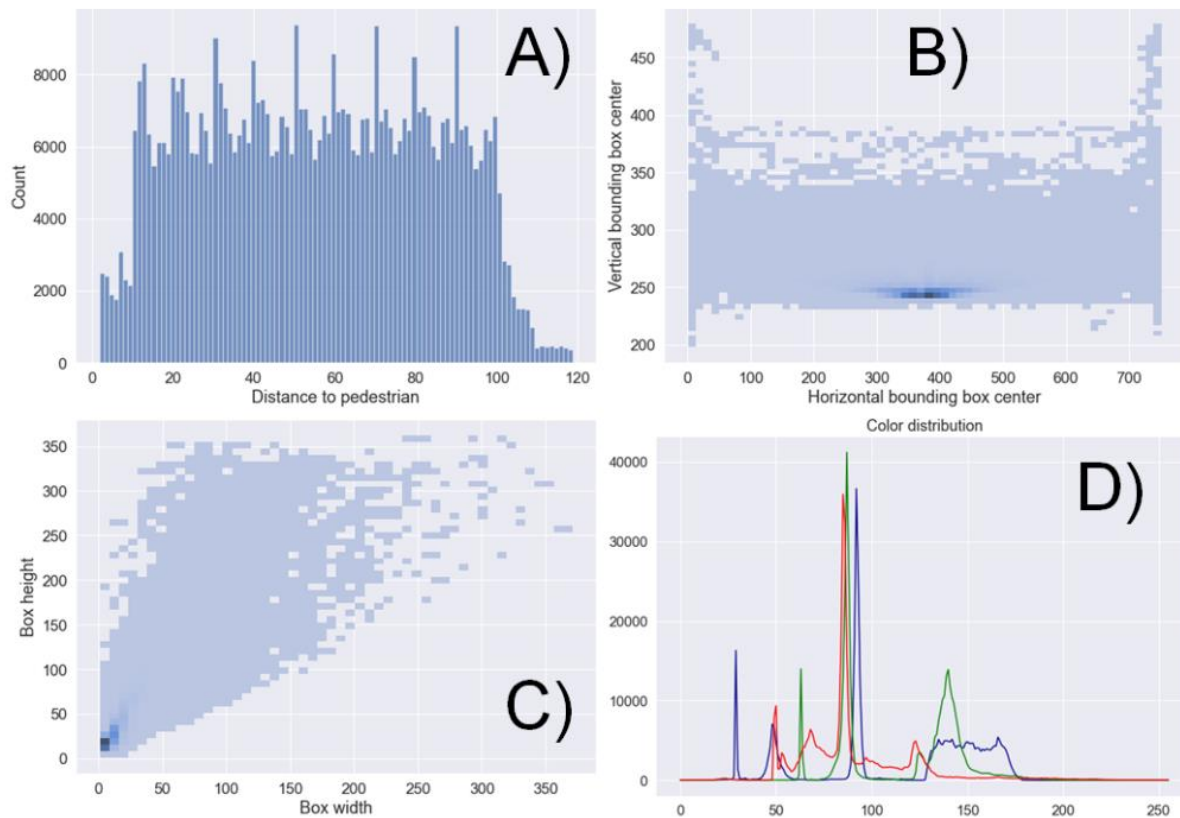 A)
Count
8000
6000
4000
2000
0
0 20 40 60 80 100 120
Distance to pedestrian
B)
Vertical bounding box center
450
400
350
300
250
200
0 100 200 300 400 500 600 700
Horizontal bounding box center
C)
Box height
350
300
250
200
150
100
50
0
0 50 100 150 200 250 300 350
Box width
Color distribution
D)
40000
30000
20000
10000
0
0 50 100 150 200 250